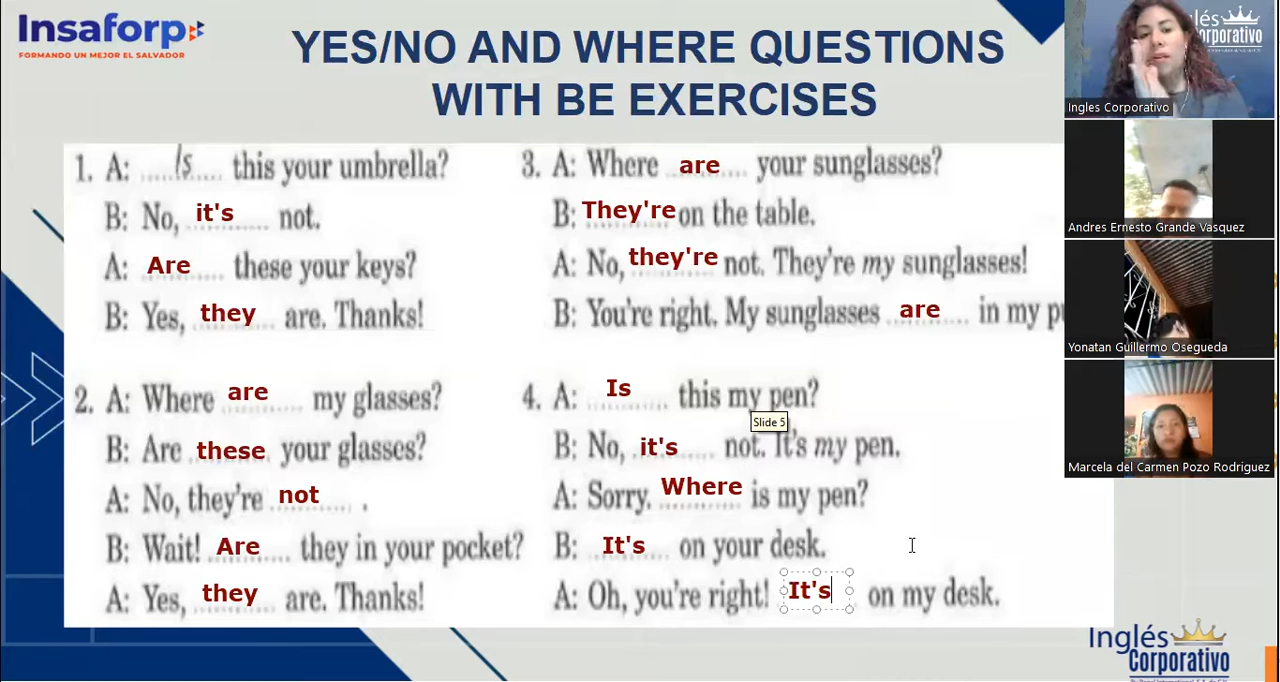 Insaforp
FORMANDO UN MEJOR EL SALVADOR
YES/NO AND WHERE QUESTIONS
WITH BE EXERCISES
1. A: Is this your umbrella?
B: No, it's not.
A: Are these your keys?
B: Yes, they are. Thanks!
2. A: Where are my glasses?
B: Are these your glasses?
A: No, they're not .
B: Wait! Are they in your pocket?
A: Yes, they are. Thanks!
3. A: Where are your sunglasses?
B: They're on the table.
A: No, they're not. They're my sunglasses!
B: You're right. My sunglasses are in my
4. A: Is this my pen?
Slide 5
B: No, it's not. It's my pen.
A: Sorry. Where is my pen?
B: It's on your desk.
A: Oh, you're right! It's on my desk.
Ingles Corporativo
Andres Ernesto Grande Vasquez
Yonatan Guillermo Osegueda
Marcela del Carmen Pozo Rodriguez
Inglés
Corporativo